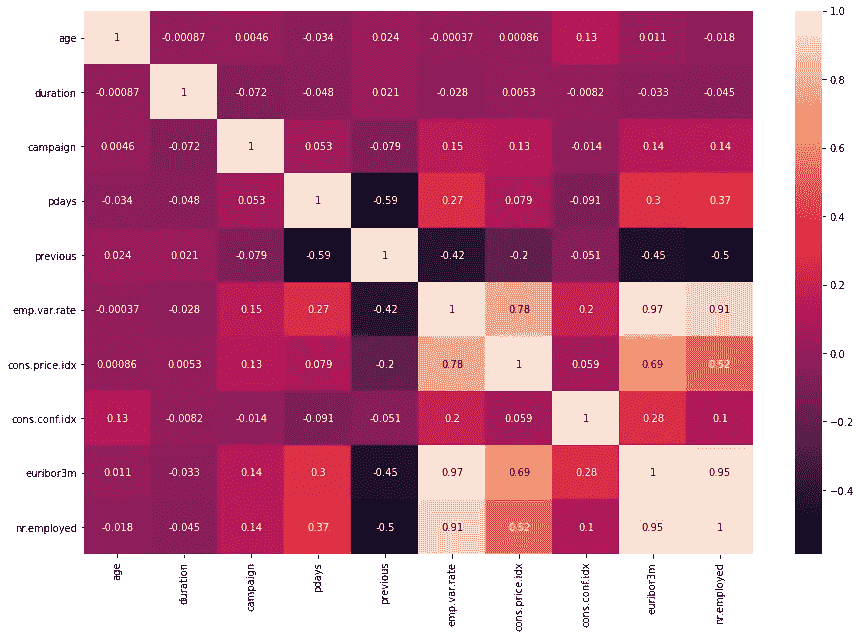 age 1 -0.00087 0.0046 -0.034 0.024 -0.00037 0.00086 0.13 0.011 -0.018
duration -0.00087 1 -0.072 -0.048 0.021 -0.028 0.0053 -0.0082 -0.033 -0.045
campaign 0.0046 -0.072 1 0.053 -0.079 0.15 0.13 -0.014 0.14 0.14
pdays -0.034 -0.048 0.053 1 -0.59 0.27 0.079 -0.091 0.3 0.37
previous 0.024 0.021 -0.079 -0.59 1 -0.42 -0.2 -0.051 -0.45 -0.5
emp.var.rate -0.00037 -0.028 0.15 0.27 -0.42 1 0.78 0.2 0.97 0.91
cons.price.idx 0.00086 0.0053 0.13 0.079 -0.2 0.78 1 0.059 0.69 0.52
cons.conf.idx 0.13 -0.0082 -0.014 -0.091 -0.051 0.2 0.059 1 0.28 0.1
euribor3m 0.011 -0.033 0.14 0.3 -0.45 0.97 0.69 0.28 1 0.95
nr.employed -0.018 -0.045 0.14 0.37 -0.5 0.91 0.52 0.1 0.95 1
age duration campaign pdays previous emp.var.rate cons.price.idx cons.conf.idx euribor3m nr.employed
1.0
0.8
0.6
0.4
0.2
0.0
−0.2
−0.4